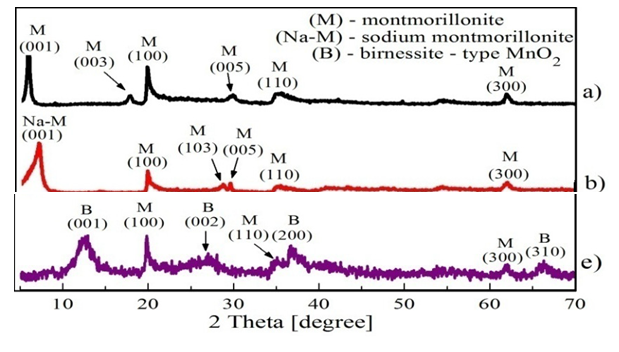 (M) - montmorillonite
(Na-M) - sodium montmorillonite
(B) - birnessite - type MnO₂
M
(001)
M
(003)
M
(100)
M
(005)
M
(110)
M
(300)
a)
Na-M
(001)
M
(100)
M
(103)
M
(005)
M
(110)
M
(300)
b)
B
(001)
M
(100)
B
(002)
M
(110)
B
(200)
M
(300)
B
(310)
e)
10 20 30 40 50 60 70
2 Theta [degree]